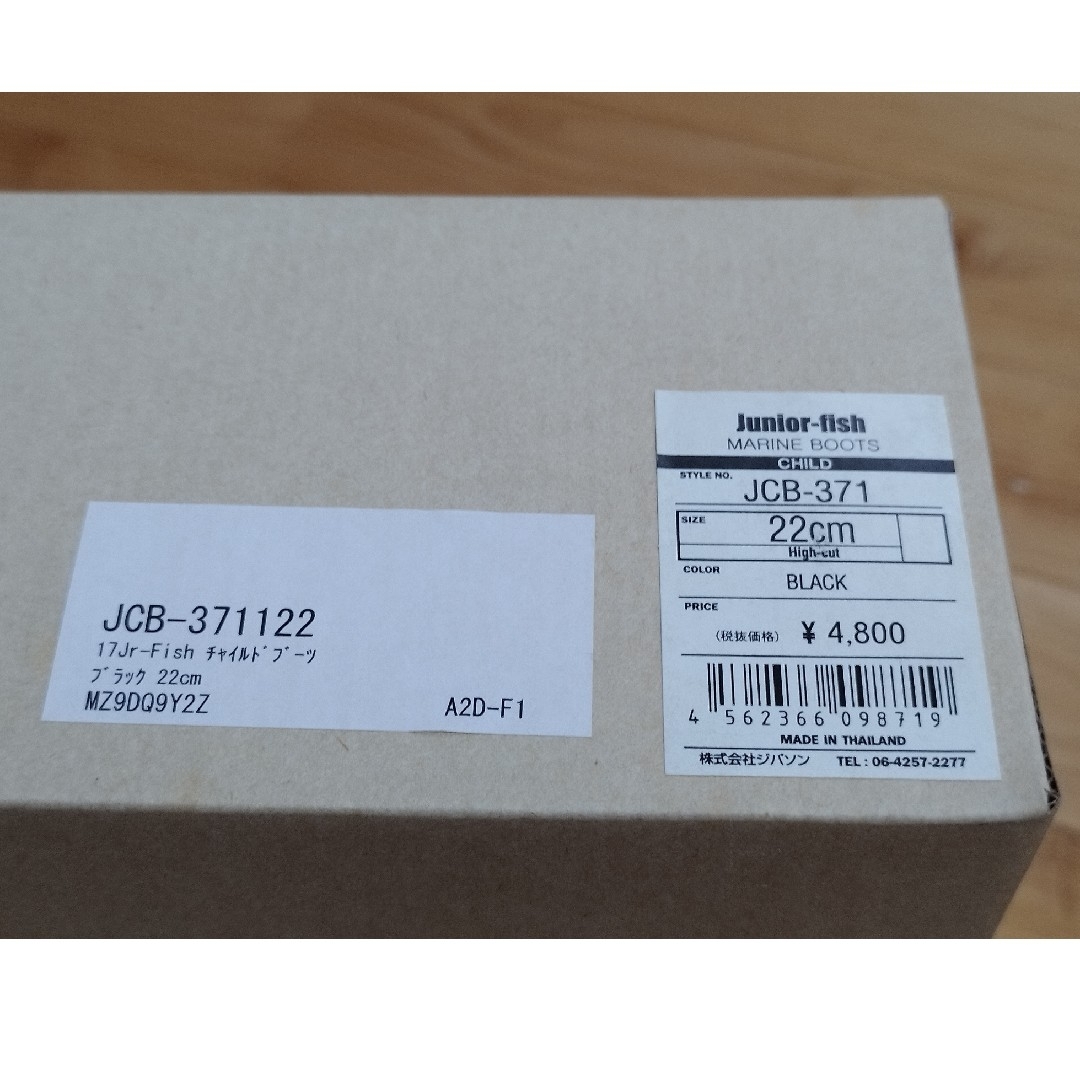 JCB-371122
17Jr-Fish ﾁｬｲﾙﾄﾞﾌﾞｰﾂ
ﾌﾞﾗｯｸ 22cm
MZ9DQ9Y2Z A2D-F1
Junior-fish
MARINE BOOTS
CHILD
STYLE NO. JCB-371
SIZE 22cm
High-cut
COLOR BLACK
PRICE
(税抜価格) ¥ 4,800
4 562366 098719
MADE IN THAILAND
株式会社ジパソン TEL : 06-4257-2277